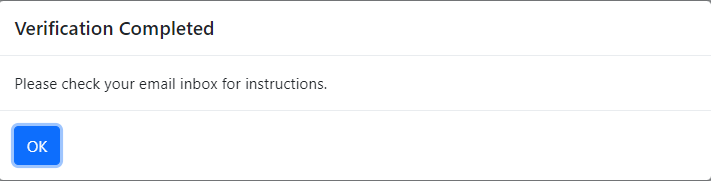 Verification Completed
Please check your email inbox for instructions.
OK